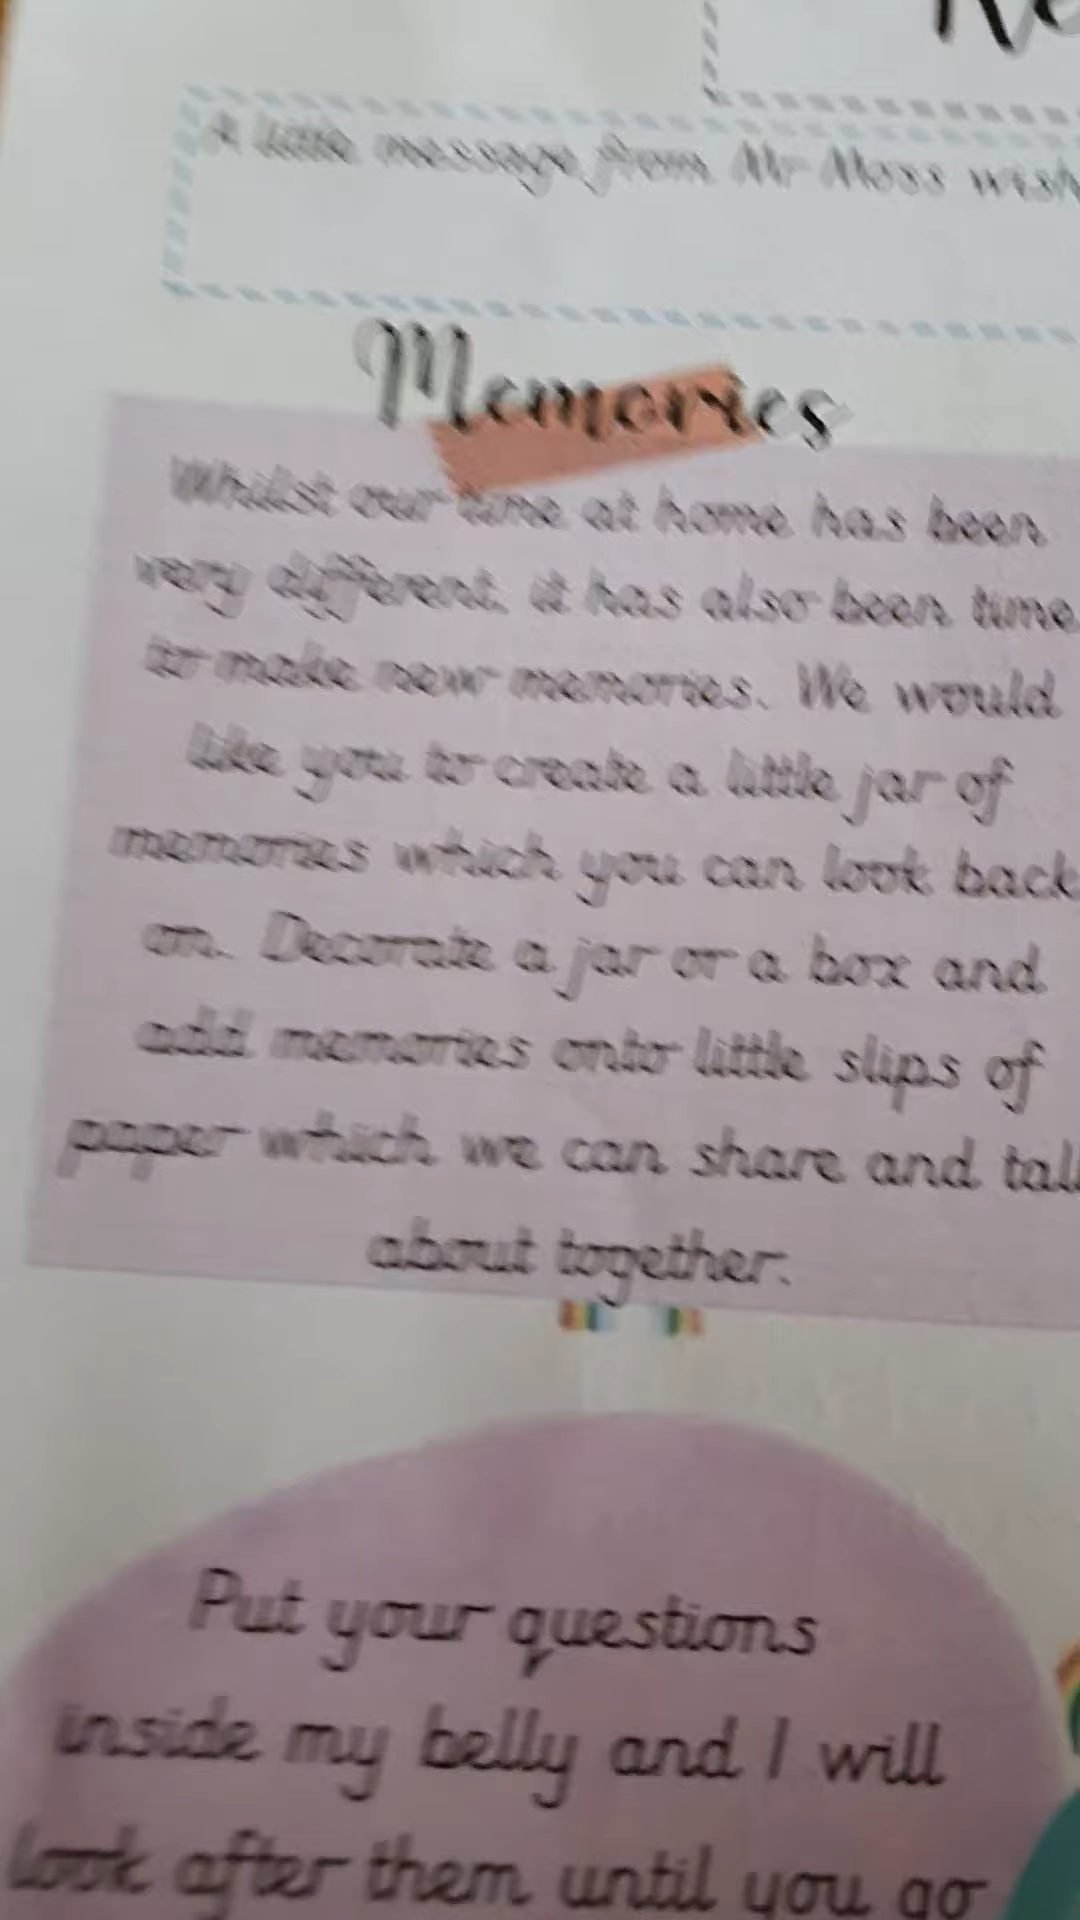 A little message from Mr Moss wish
Memories
Whilst our time at home has been
very different, it has also been time
to make new memories. We would
like you to create a little jar of
memories which you can look back
on. Decorate a jar or a box and
add memories onto little slips of
paper which we can share and tal
about together.
Put your questions
inside my belly and I will
look after them until you go